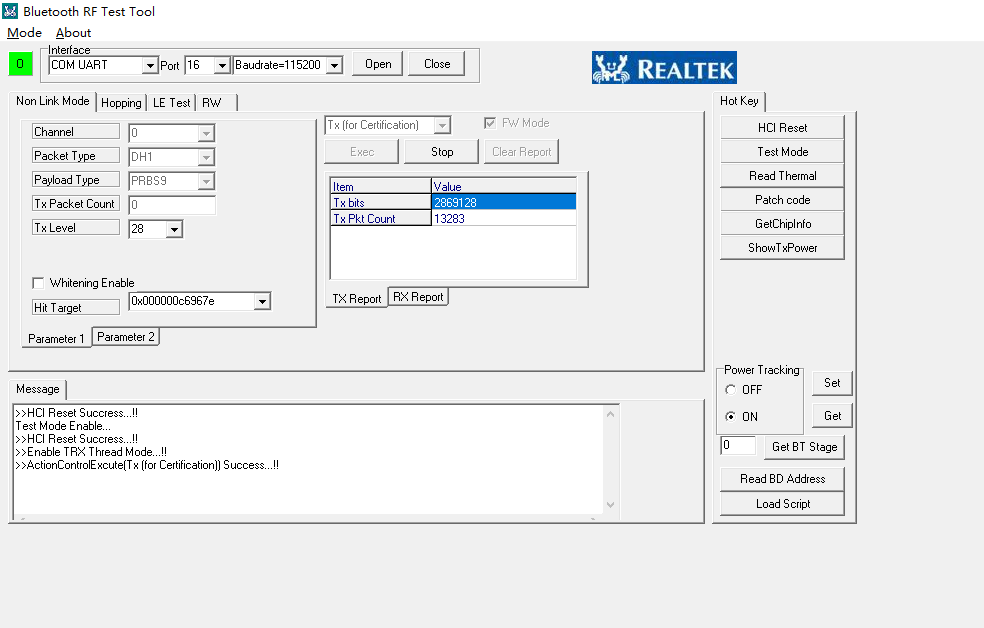 Bluetooth RF Test Tool
Mode About
0
Interface
COM UART Port 16 Baudrate=115200 Open Close
REALTEK
Non Link Mode Hopping LE Test RW
Channel 0
Packet Type DH1
Payload Type PRBS9
Tx Packet Count 0
Tx Level 28
Whitening Enable
Hit Target 0x000000c6967e
Parameter 1 Parameter 2
Tx (for Certification) FW Mode
Exec Stop Clear Report
Item Value
Tx bits 2869128
Tx Pkt Count 13283
TX Report RX Report
Message
>>HCI Reset Succress...!!
Test Mode Enable...
>>HCI Reset Succress...!!
>>Enable TRX Thread Mode...!!
>>ActionControlExcute(Tx (for Certification)) Success...!!
Hot Key
HCI Reset
Test Mode
Read Thermal
Patch code
GetChipInfo
ShowTxPower
Power Tracking
OFF Set
ON Get
0 Get BT Stage
Read BD Address
Load Script